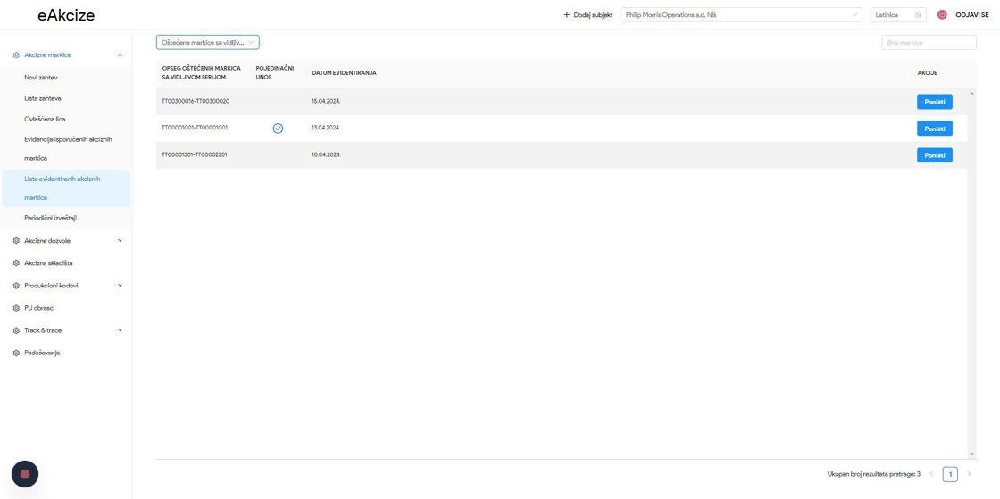 eAkcize
+ Dodaj subjekt
Philip Morris Operations a.d. Niš
Latinica
ODJAVI SE
Akcizne markice
Novi zahtev
Lista zahteva
Ovlašćena lica
Evidencija isporučenih akciznih
markica
Lista evidentiranih akciznih
markica
Periodični izveštaji
Akcizne dozvole
Akcizna skladišta
Produkcioni kodovi
PU obrasci
Track & trace
Podešavanja
Oštećene markice sa vidljiv...
Broj markice
OPSEG OŠTEĆENIH MARKICA
SA VIDLJIVOM SERIJOM
POJEDINAČNI
UNOS
DATUM EVIDENTIRANJA
AKCIJE
TT00300016-TT00300020
15.04.2024.
Poništi
TT00001001-TT00001001
13.04.2024.
Poništi
TT00001301-TT00002301
10.04.2024.
Poništi
Ukupan broj rezultata pretrage: 3
1